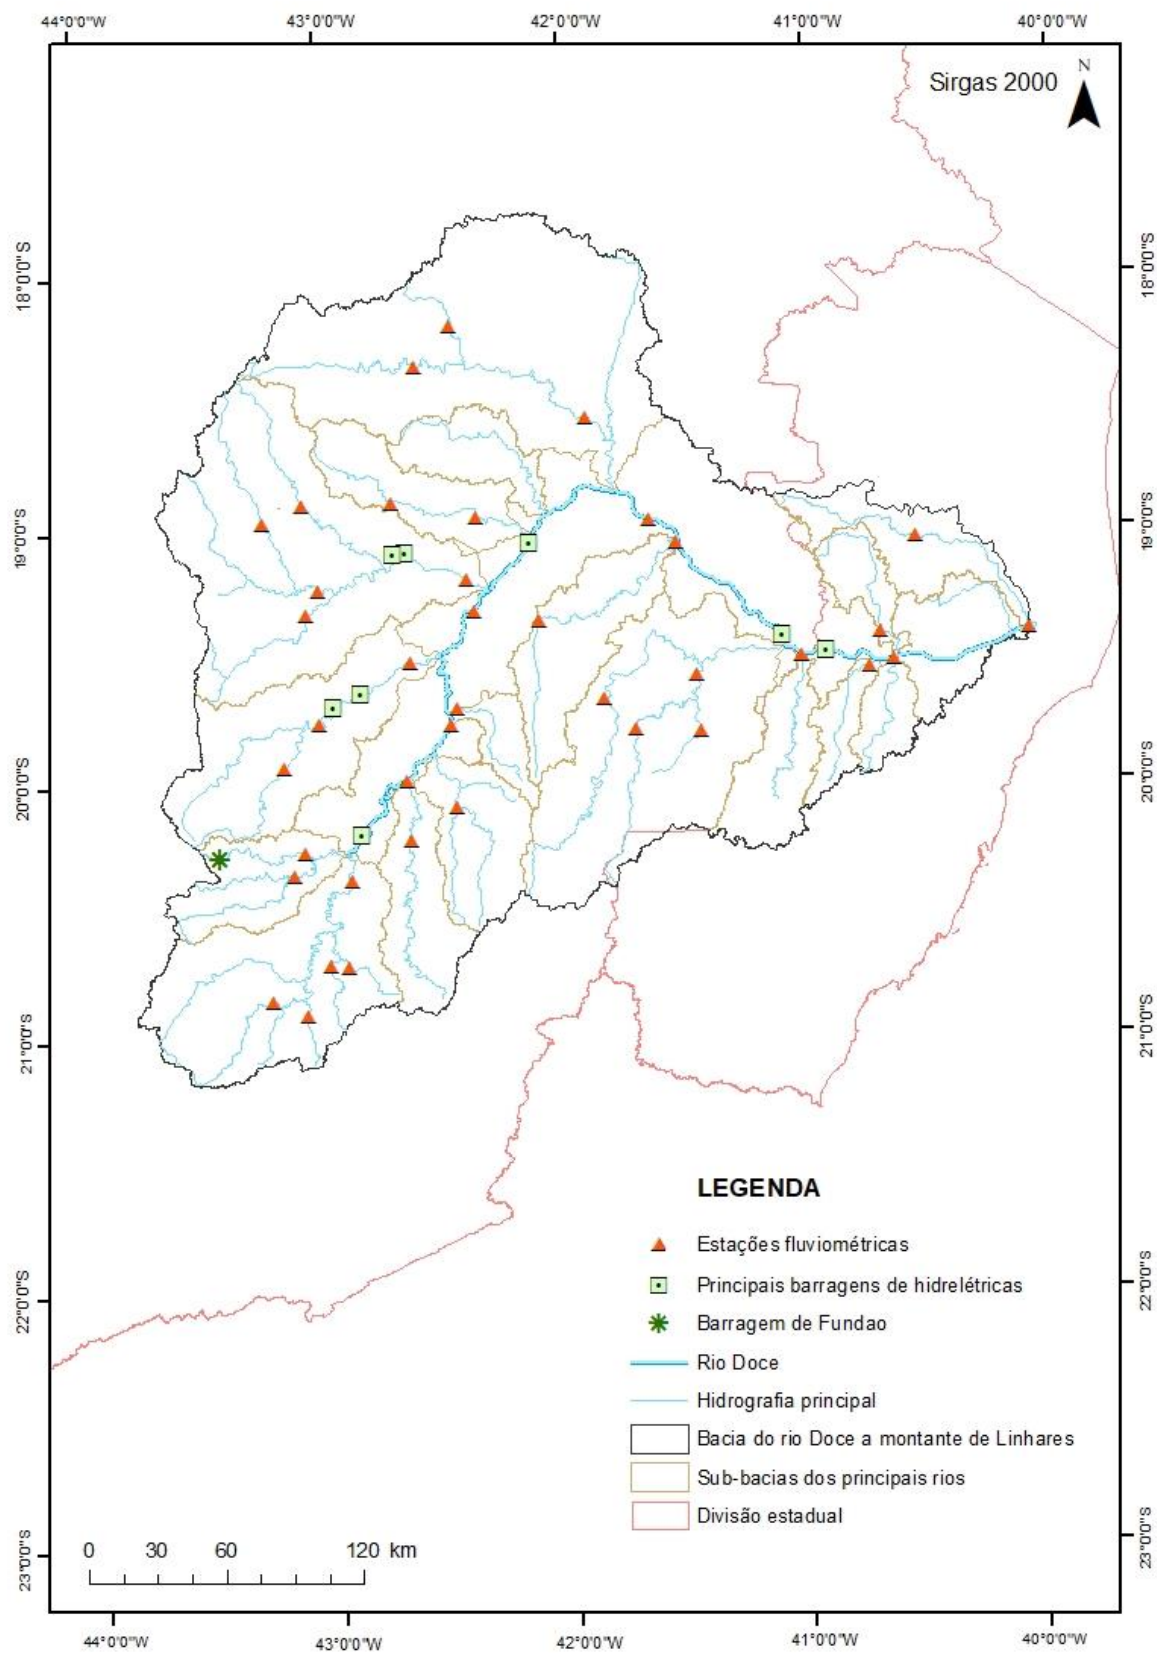 44°0'0"W 43°0'0"W 42°0'0"W 41°0'0"W 40°0'0"W
Sirgas 2000
N
18°0'0"S 18°0'0"S
19°0'0"S 19°0'0"S
20°0'0"S 20°0'0"S
21°0'0"S 21°0'0"S
LEGENDA
Estações fluviométricas
Principais barragens de hidrelétricas
22°0'0"S 22°0'0"S
Barragem de Fundao
Rio Doce
Hidrografia principal
Bacia do rio Doce a montante de Linhares
Sub-bacias dos principais rios
Divisão estadual
23°0'0"S 23°0'0"S
0 30 60 120 km
44°0'0"W 43°0'0"W 42°0'0"W 41°0'0"W 40°0'0"W